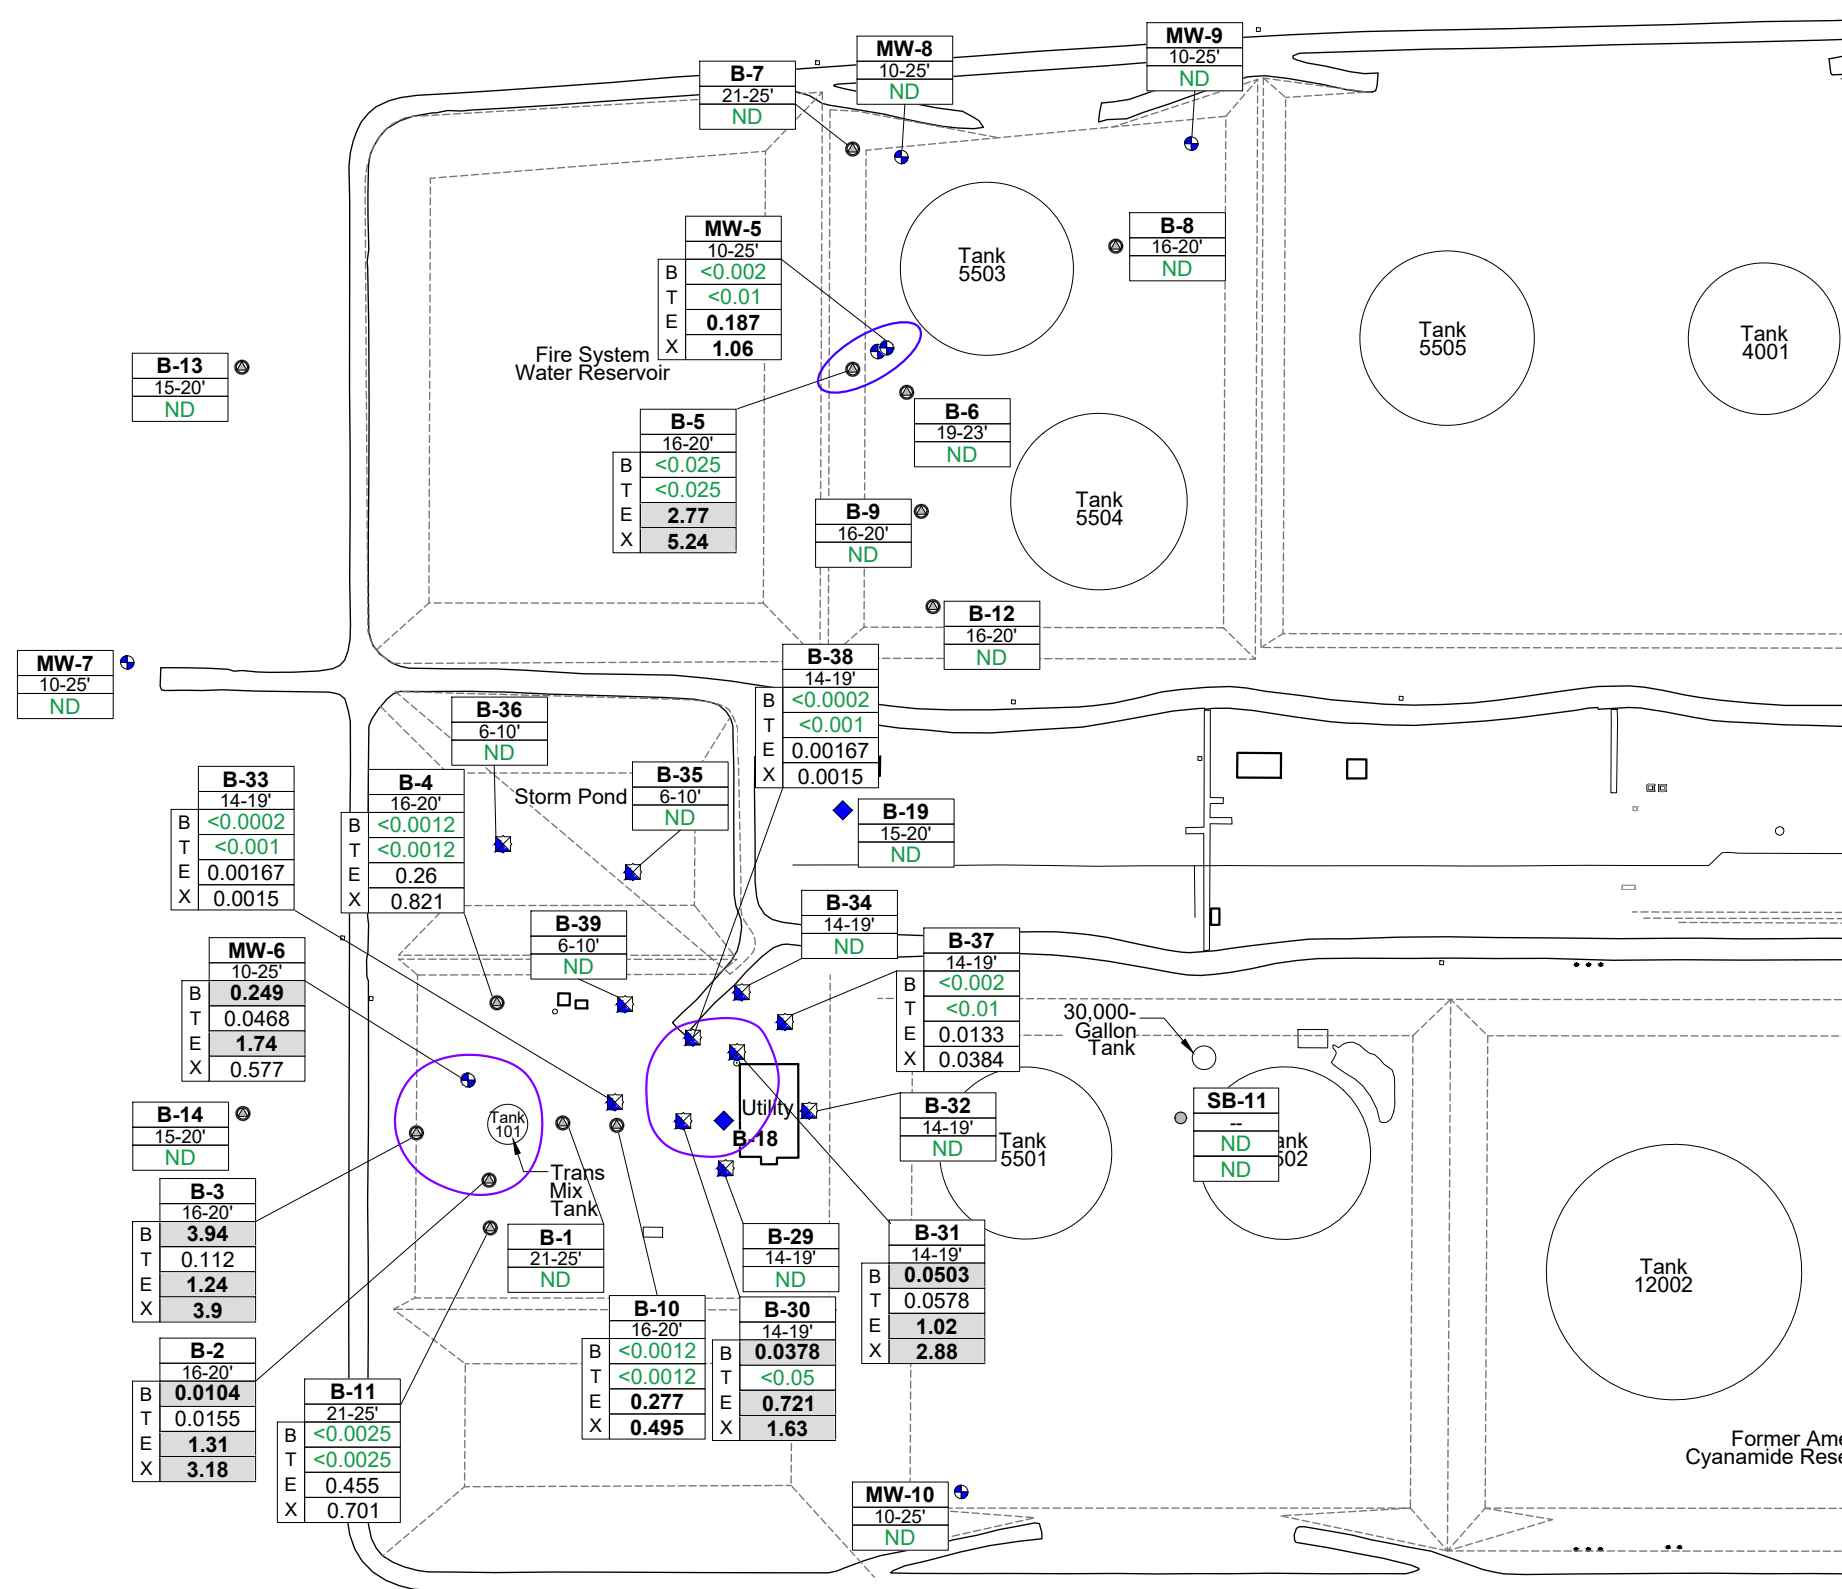 MW-9
10-25'
ND
MW-8
10-25'
ND
B-7
21-25'
ND
MW-5
10-25'
B <0.002
T <0.01
E 0.187
X 1.06
Tank
5503
B-8
16-20'
ND
Tank
5505
Tank
4001
Fire System
Water Reservoir
B-13
15-20'
ND
B-5
16-20'
B <0.025
T <0.025
E 2.77
X 5.24
B-6
19-23'
ND
Tank
5504
B-9
16-20'
ND
B-12
16-20'
ND
MW-7
10-25'
ND
B-38
14-19'
B <0.0002
T <0.001
E 0.00167
X 0.0015
B-36
6-10'
ND
B-33
14-19'
B <0.0002
T <0.001
E 0.00167
X 0.0015
B-4
16-20'
B <0.0012
T <0.0012
E 0.26
X 0.821
Storm Pond
B-35
6-10'
ND
B-19
15-20'
ND
B-34
14-19'
ND
B-39
6-10'
ND
B-37
14-19'
B <0.002
T <0.01
E 0.0133
X 0.0384
MW-6
10-25'
B 0.249
T 0.0468
E 1.74
X 0.577
30,000-
Gallon
Tank
B-14
15-20'
ND
Tank
101
Utility
B-18
B-32
14-19'
ND
Tank
5501
SB-11
--
ND
ND
ank
502
Trans
Mix
Tank
B-3
16-20'
B 3.94
T 0.112
E 1.24
X 3.9
B-1
21-25'
ND
B-29
14-19'
ND
B-31
14-19'
B 0.0503
T 0.0578
E 1.02
X 2.88
Tank
12002
B-10
16-20'
B <0.0012
T <0.0012
E 0.277
X 0.495
B-30
14-19'
B 0.0378
T <0.05
E 0.721
X 1.63
B-2
16-20'
B 0.0104
T 0.0155
E 1.31
X 3.18
B-11
21-25'
B <0.0025
T <0.0025
E 0.455
X 0.701
Former Ame
Cyanamide Rese
MW-10
10-25'
ND